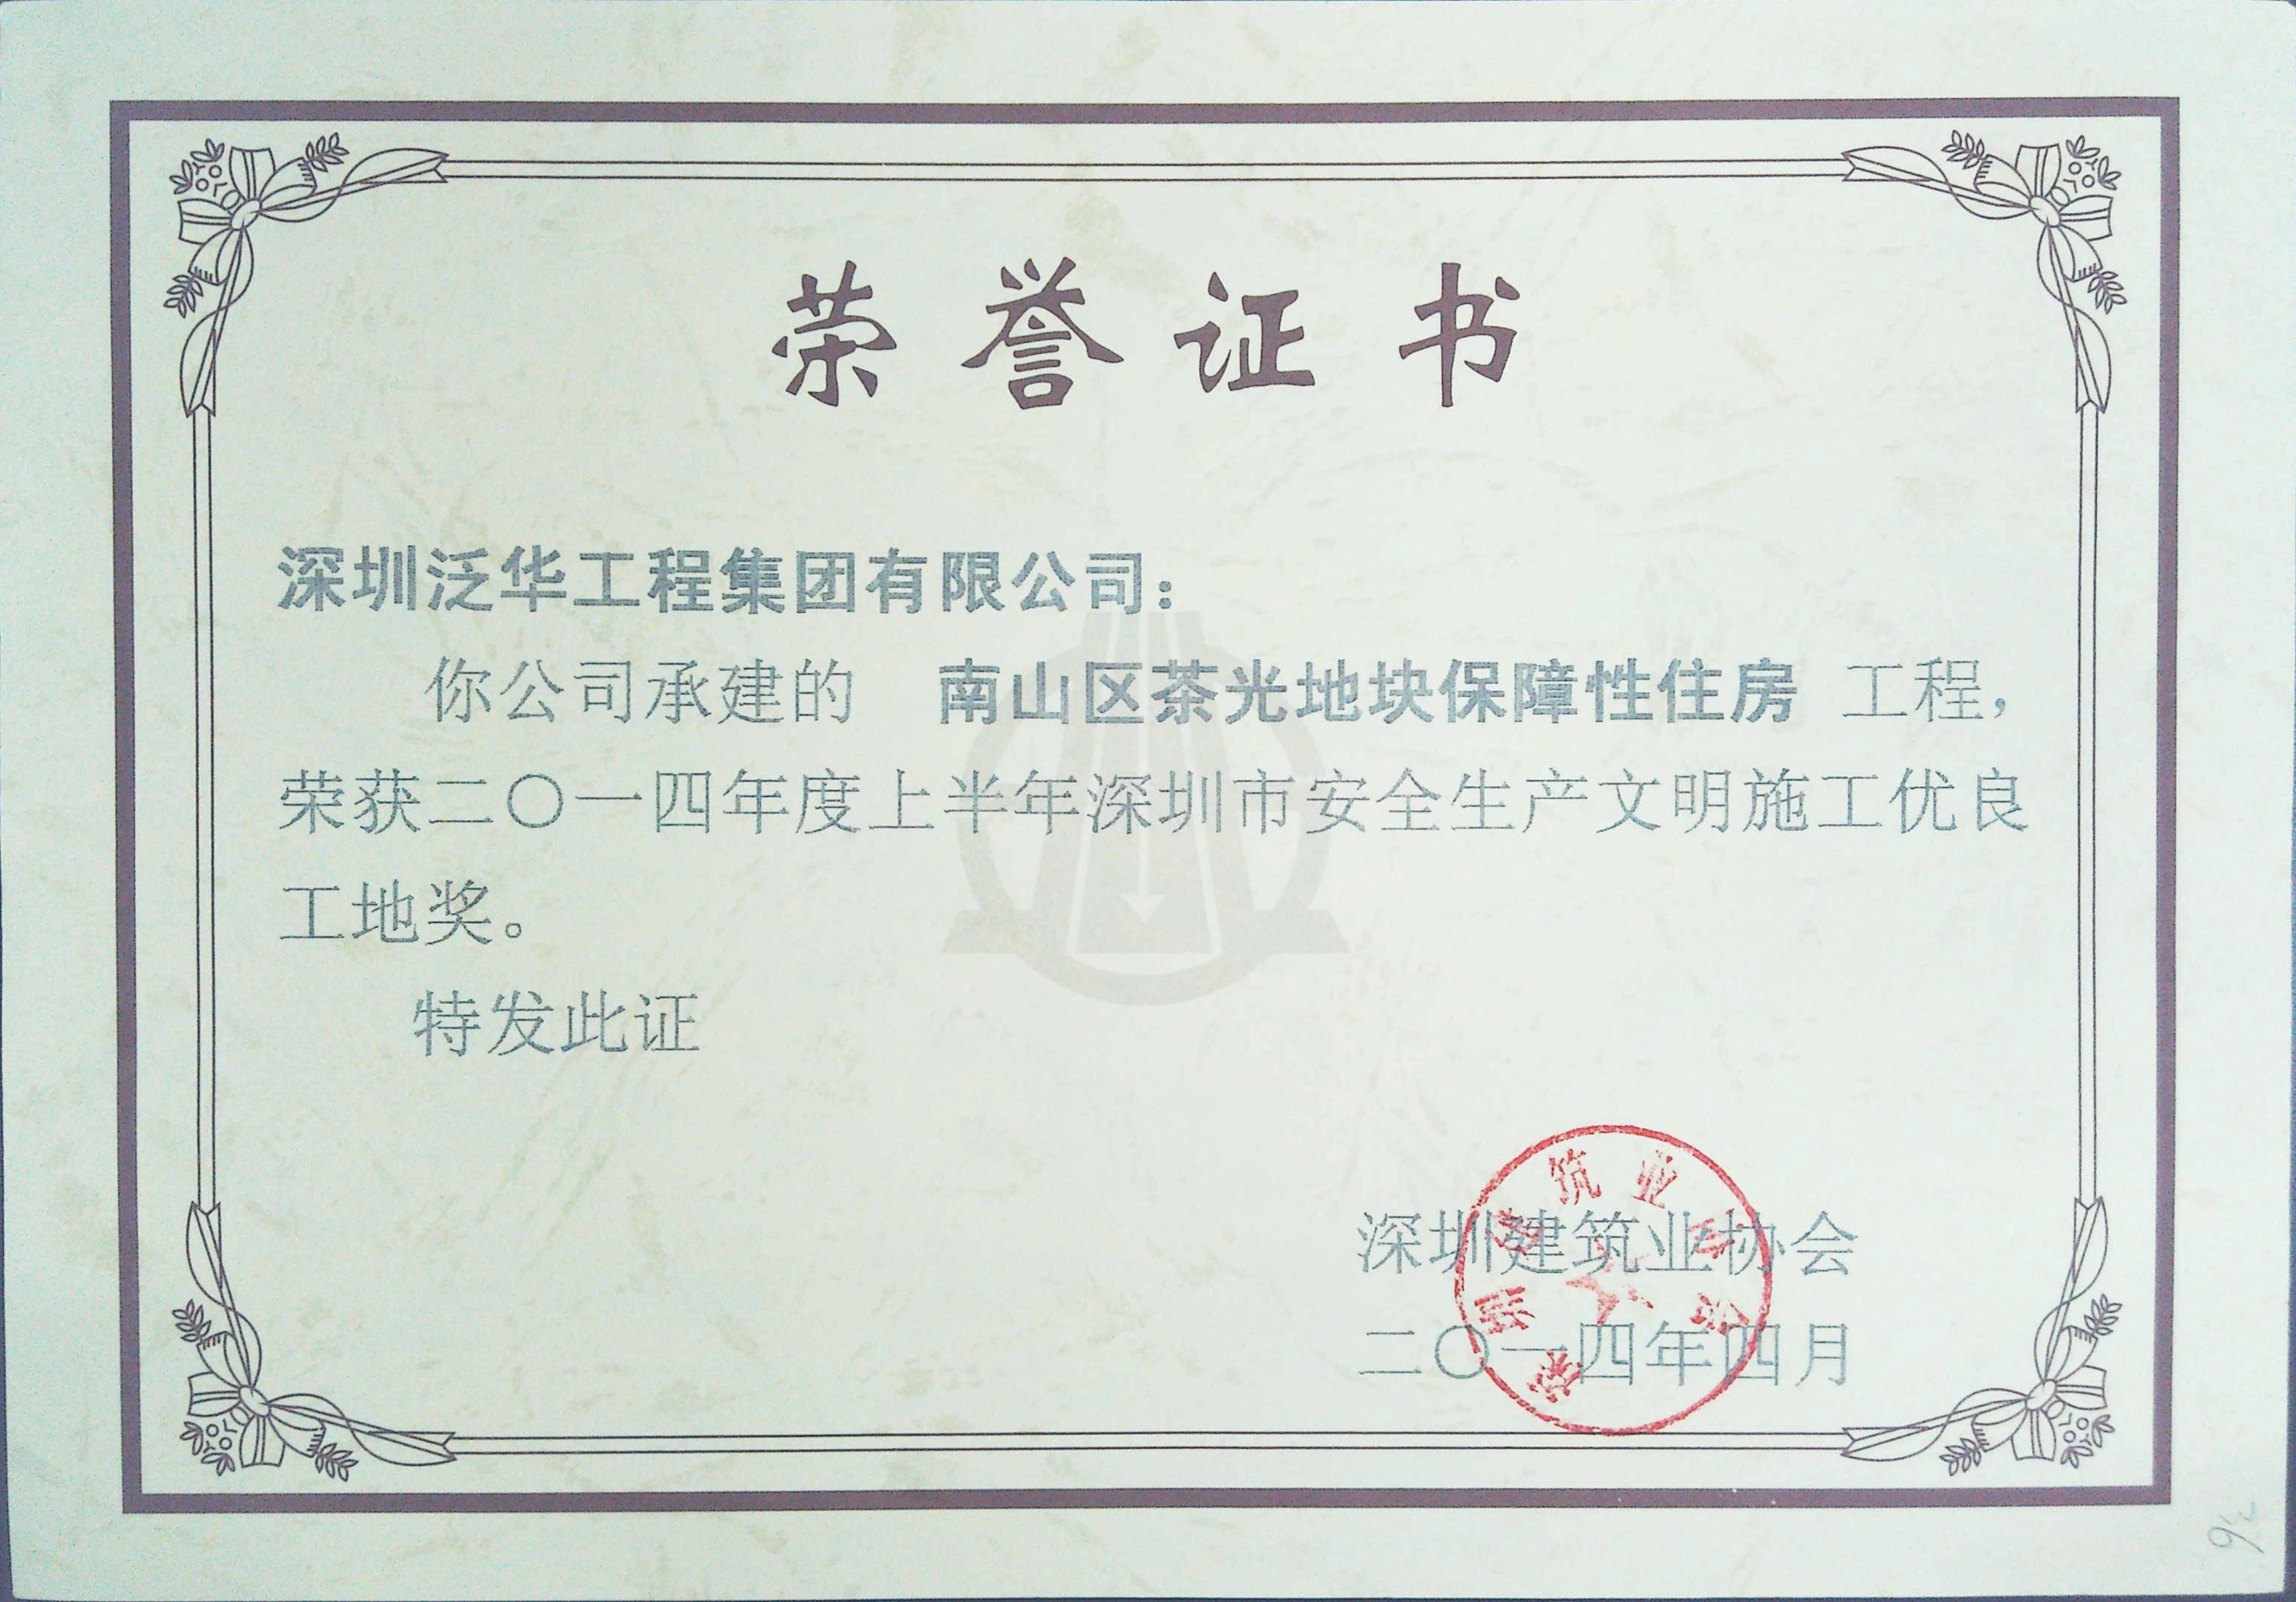 荣誉证书
深圳泛华工程集团有限公司：
你公司承建的 南山区茶光地块保障性住房 工程，
荣获二〇一四年度上半年深圳市安全生产文明施工优良
工地奖。
特发此证
深圳建筑业协会
二〇一四年四月